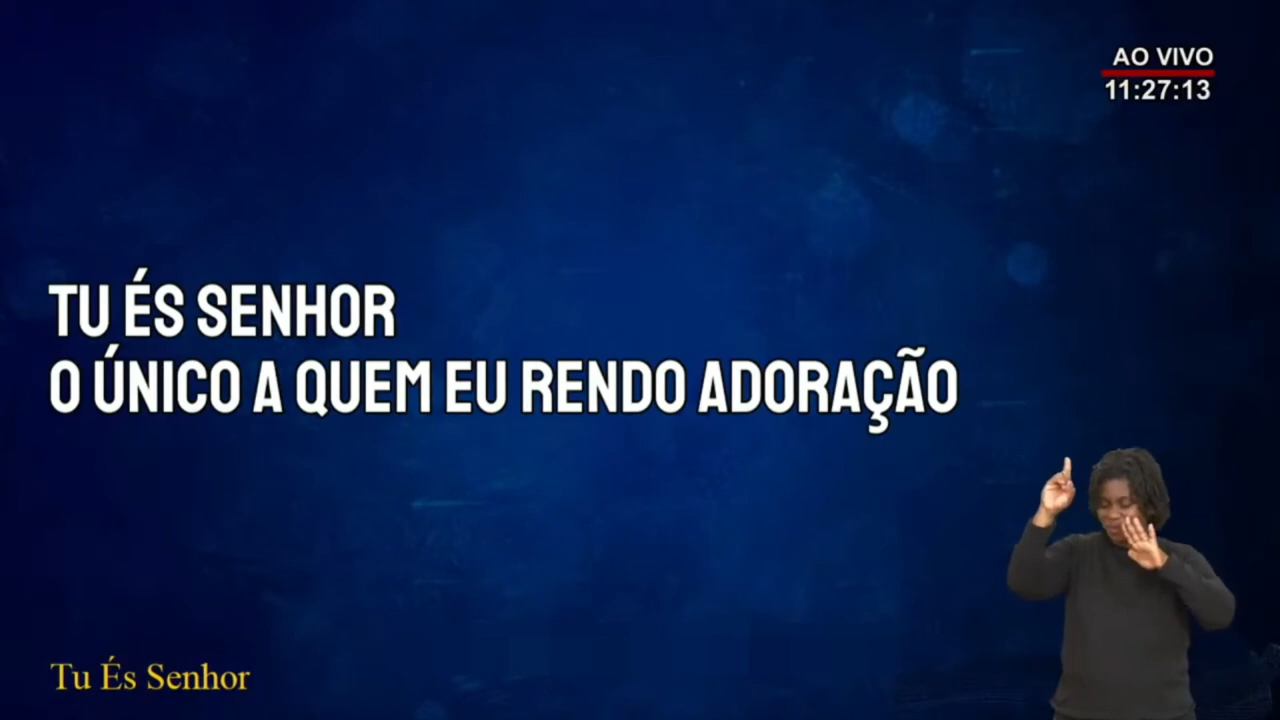 AO VIVO
11:27:13
TU ÉS SENHOR
O ÚNICO A QUEM EU RENDO ADORAÇÃO
Tu És Senhor